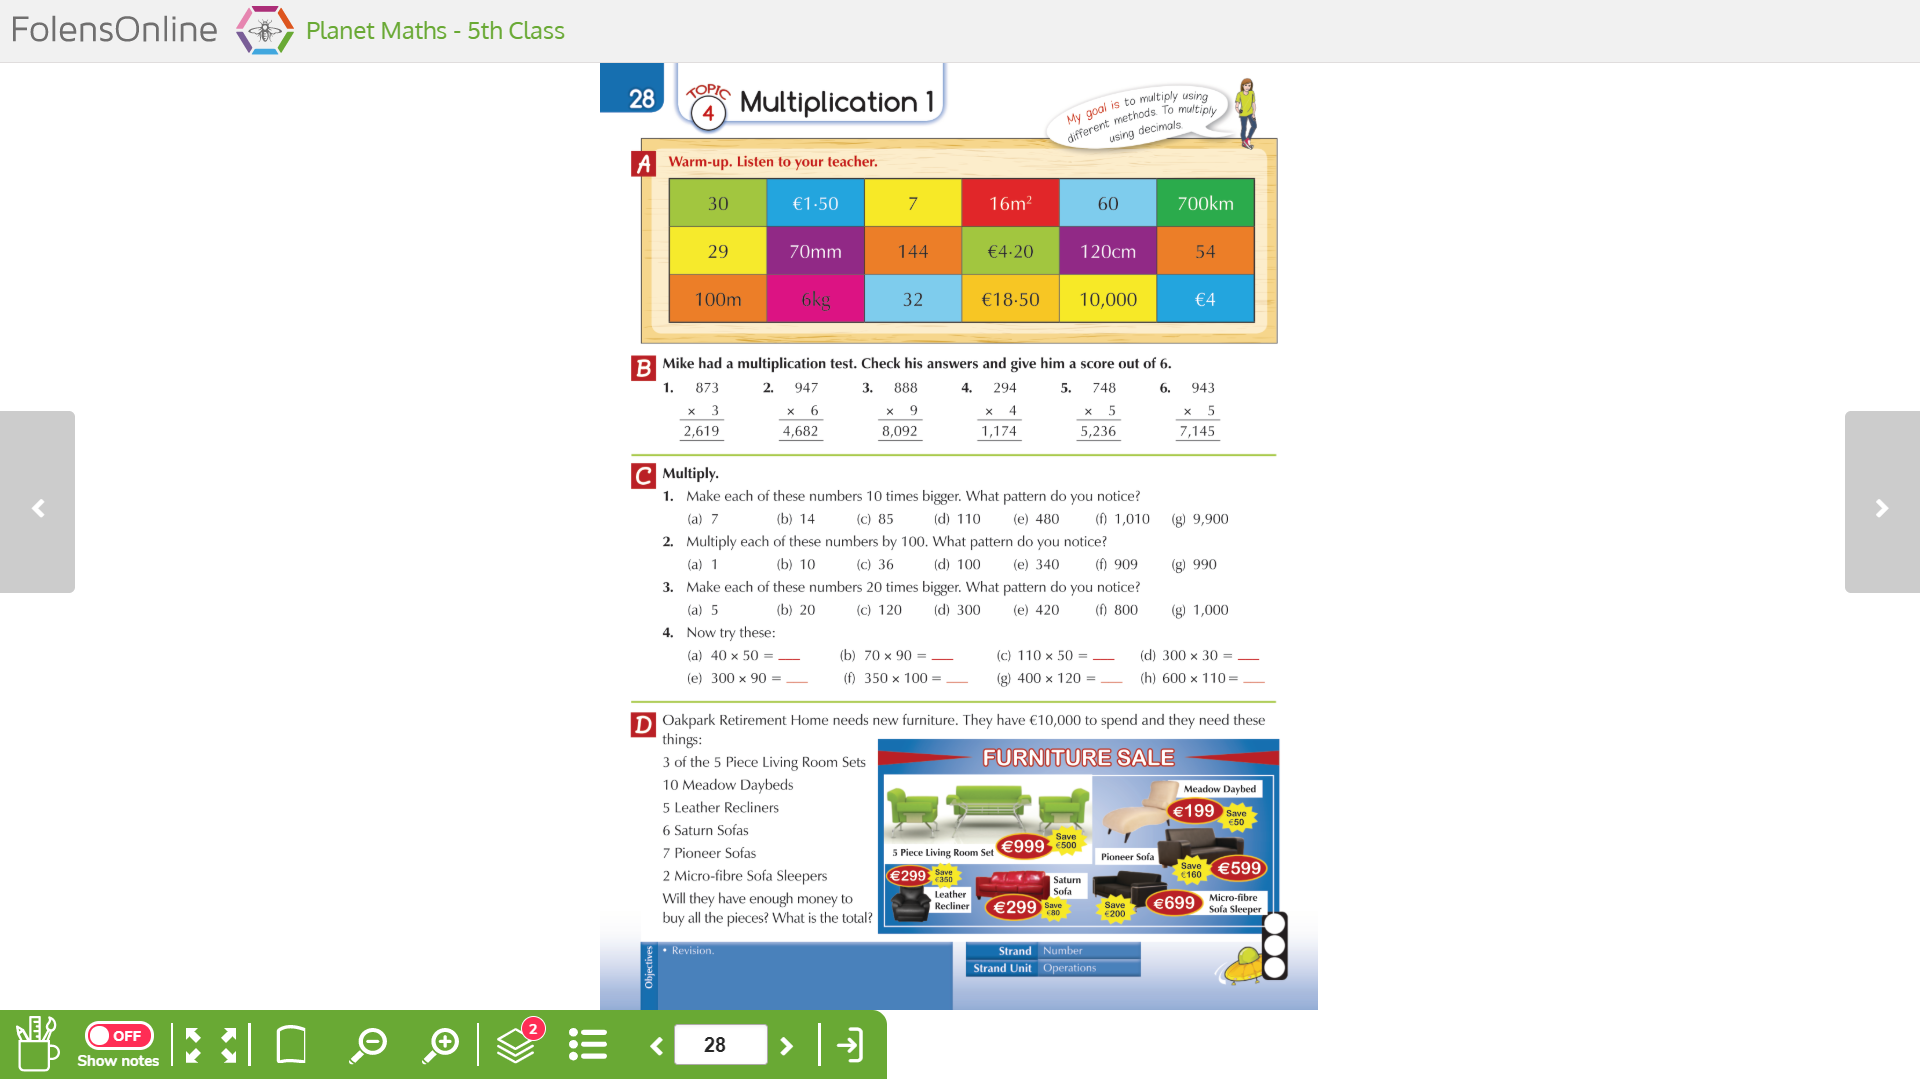 FolensOnline Planet Maths - 5th Class
28 TOPIC 4 Multiplication 1
My goal is to multiply using
different methods. To multiply
using decimals.
A Warm-up. Listen to your teacher.
30 €1·50 7 16m² 60 700km
29 70mm 144 €4·20 120cm 54
100m 6kg 32 €18·50 10,000 €4
B Mike had a multiplication test. Check his answers and give him a score out of 6.
1. 873 2. 947 3. 888 4. 294 5. 748 6. 943
× 3 × 6 × 9 × 4 × 5 × 5
2,619 4,682 8,092 1,174 5,236 7,145
C Multiply.
1. Make each of these numbers 10 times bigger. What pattern do you notice?
(a) 7 (b) 14 (c) 85 (d) 110 (e) 480 (f) 1,010 (g) 9,900
2. Multiply each of these numbers by 100. What pattern do you notice?
(a) 1 (b) 10 (c) 36 (d) 100 (e) 340 (f) 909 (g) 990
3. Make each of these numbers 20 times bigger. What pattern do you notice?
(a) 5 (b) 20 (c) 120 (d) 300 (e) 420 (f) 800 (g) 1,000
4. Now try these:
(a) 40 × 50 = ___ (b) 70 × 90 = ___ (c) 110 × 50 = ___ (d) 300 × 30 = ___
(e) 300 × 90 = ___ (f) 350 × 100 = ___ (g) 400 × 120 = ___ (h) 600 × 110 = ___
D Oakpark Retirement Home needs new furniture. They have €10,000 to spend and they need these
things:
3 of the 5 Piece Living Room Sets
10 Meadow Daybeds
5 Leather Recliners
6 Saturn Sofas
7 Pioneer Sofas
2 Micro-fibre Sofa Sleepers
Will they have enough money to
buy all the pieces? What is the total?
FURNITURE SALE
Meadow Daybed
€199 Save €50
5 Piece Living Room Set €999 Save €500
Pioneer Sofa
Save €160 €599
€299 Save €350
Leather
Recliner
Saturn
Sofa
€299 Save €80
Save €200 €699
Micro-fibre
Sofa Sleeper
Objectives
• Revision.
Strand Number
Strand Unit Operations
OFF
Show notes
2
28